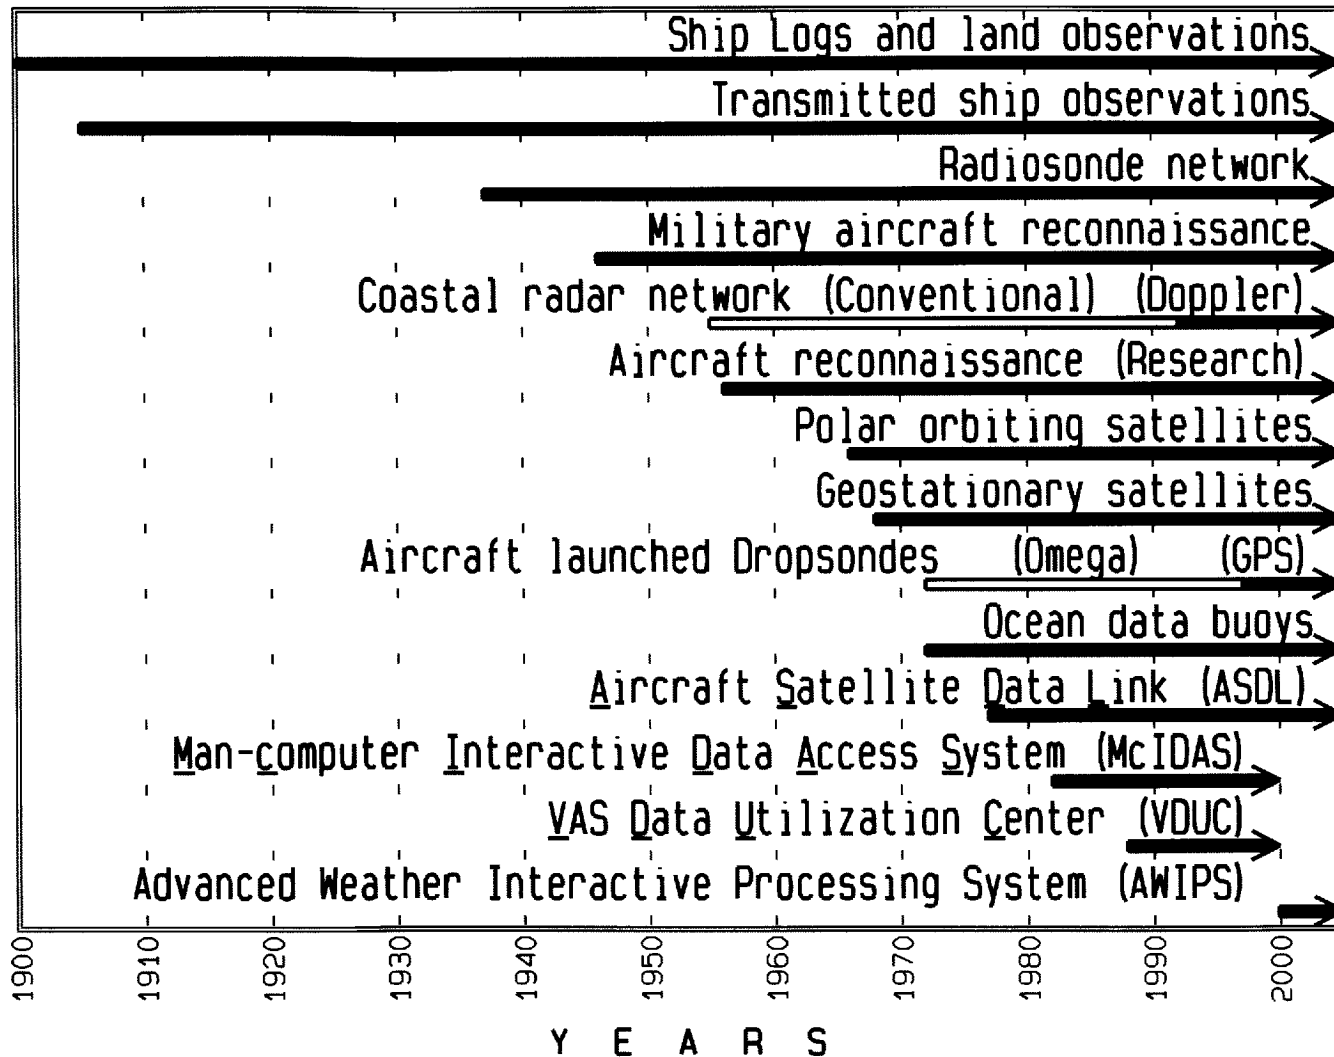 Ship Logs and land observations
Transmitted ship observations
Radiosonde network
Military aircraft reconnaissance
Coastal radar network (Conventional) (Doppler)
Aircraft reconnaissance (Research)
Polar orbiting satellites
Geostationary satellites
Aircraft launched Dropsondes (Omega) (GPS)
Ocean data buoys
Aircraft Satellite Data Link (ASDL)
Man-computer Interactive Data Access System (McIDAS)
VAS Data Utilization Center (VDUC)
Advanced Weather Interactive Processing System (AWIPS)
1900 1910 1920 1930 1940 1950 1960 1970 1980 1990 2000
YEARS